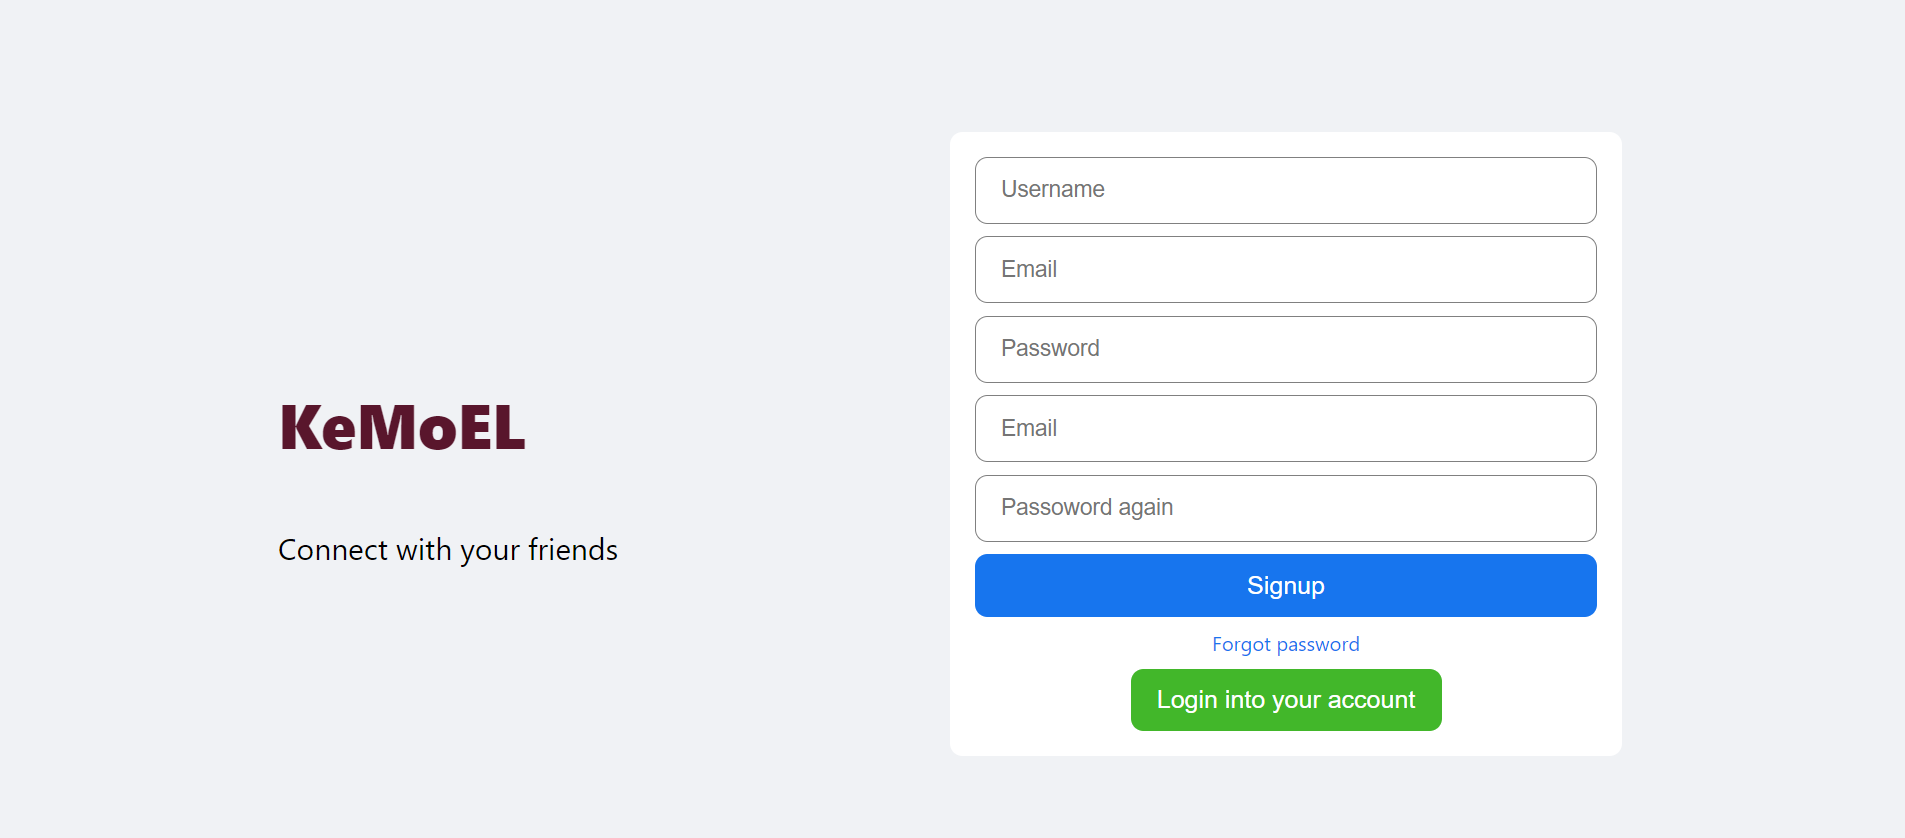 KeMoEL
Connect with your friends
Username
Email
Password
Email
Passoword again
Signup
Forgot password
Login into your account